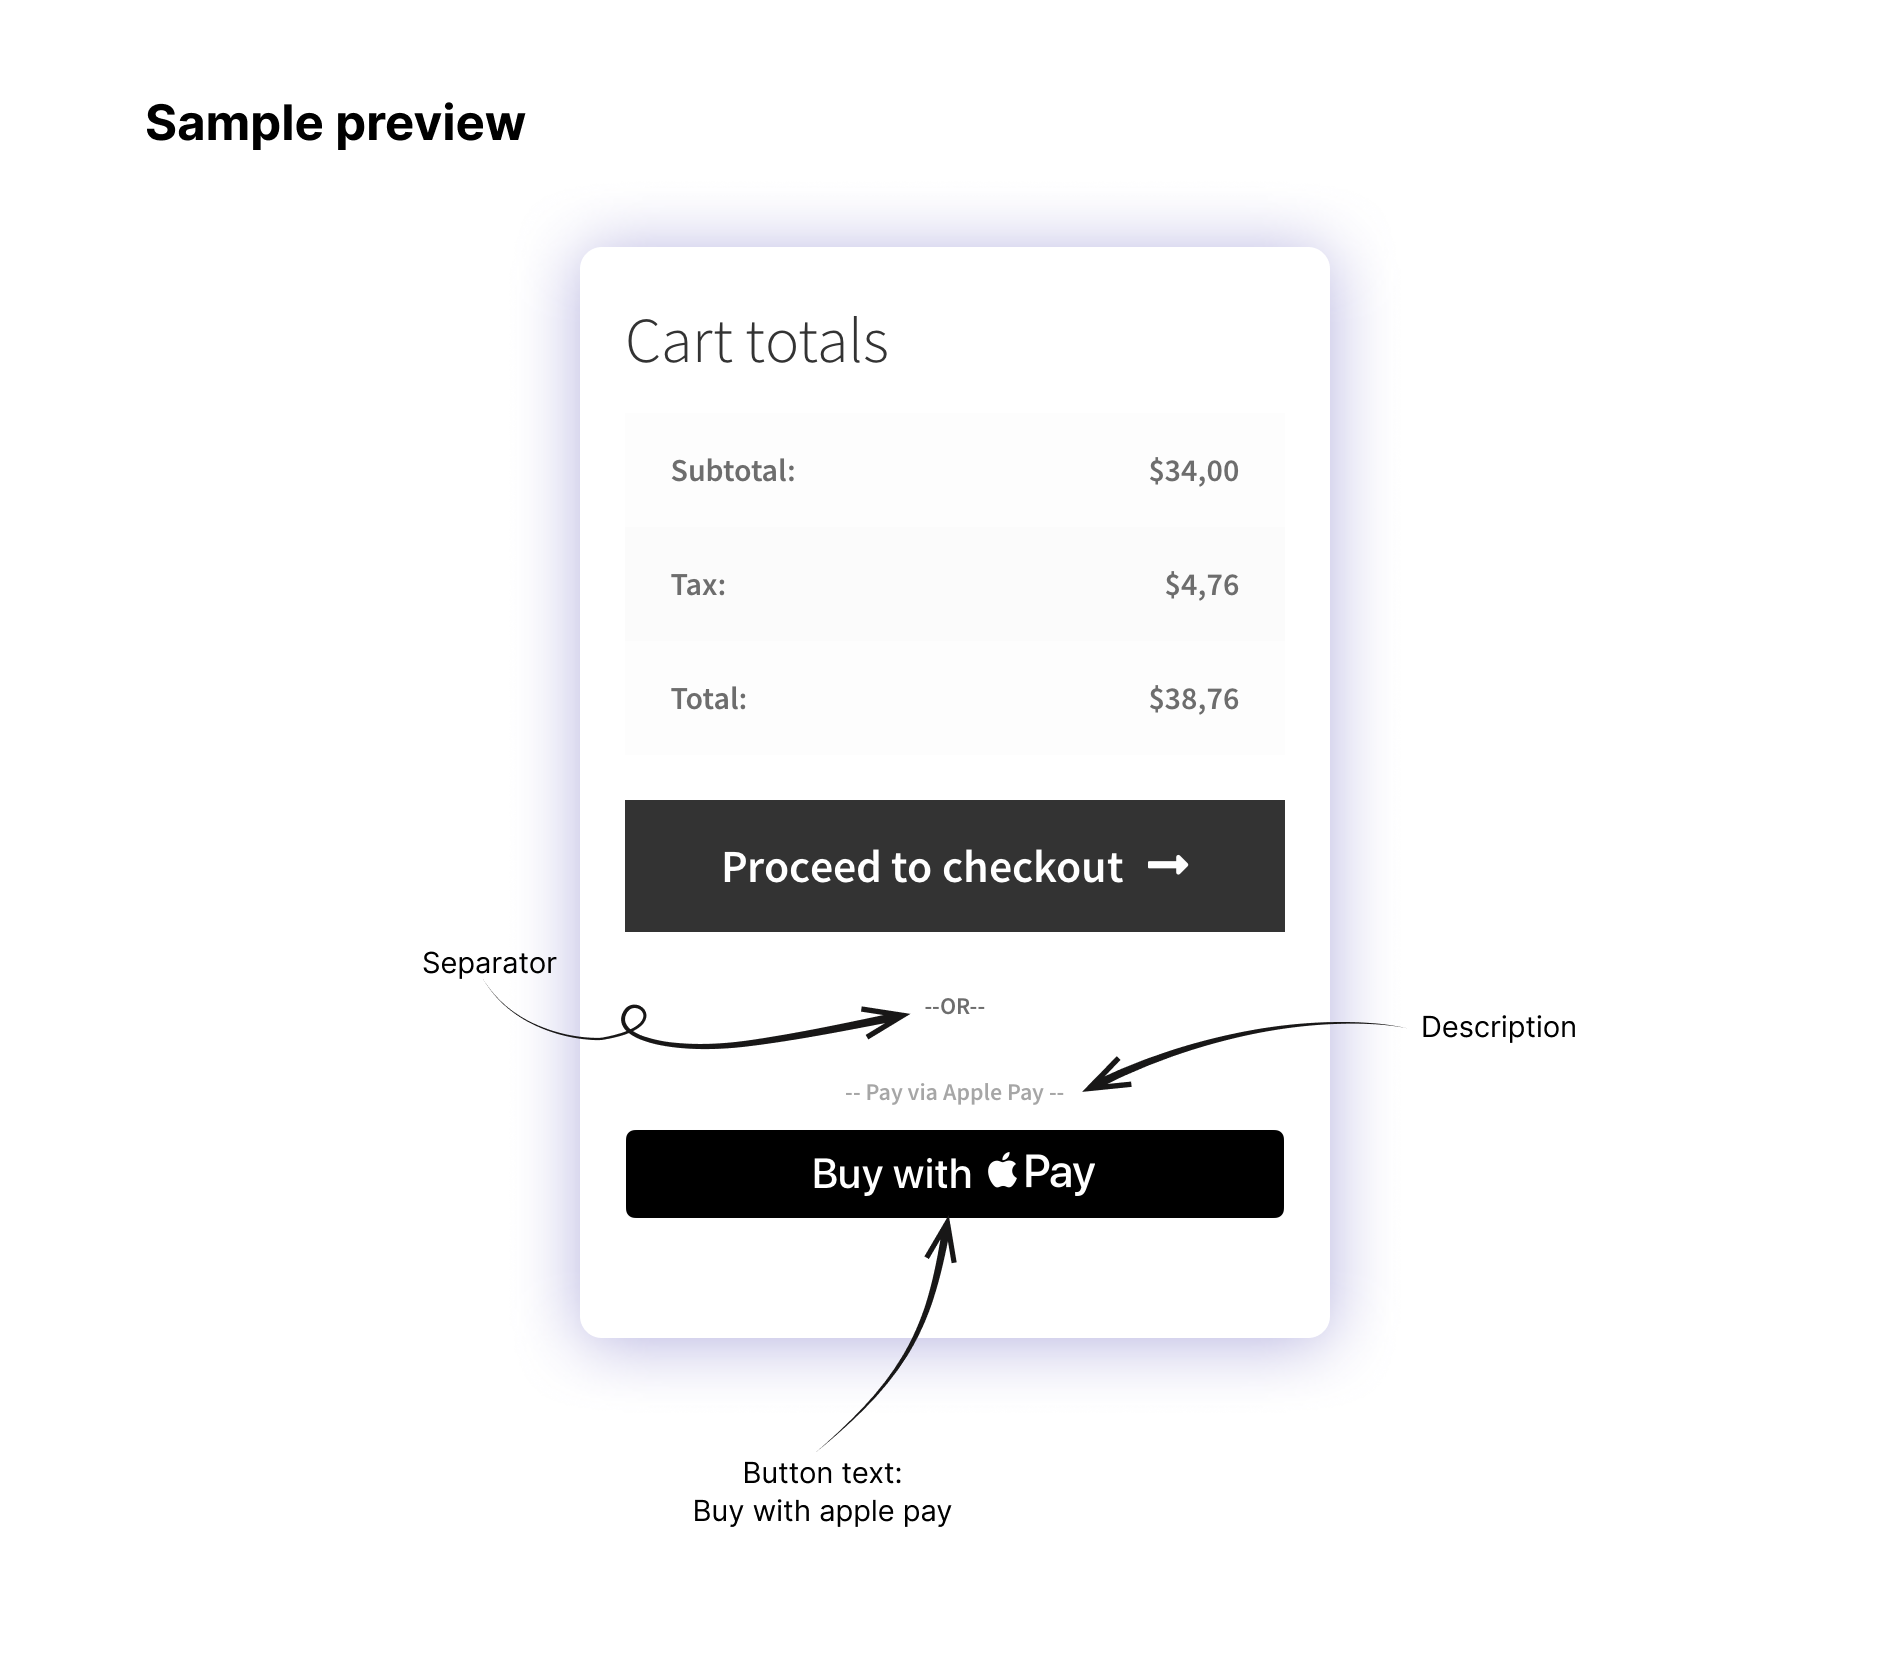 Sample preview
Cart totals
Subtotal: $34,00
Tax: $4,76
Total: $38,76
Proceed to checkout
Separator
--OR--
Description
-- Pay via Apple Pay --
Buy with Pay
Button text:
Buy with apple pay